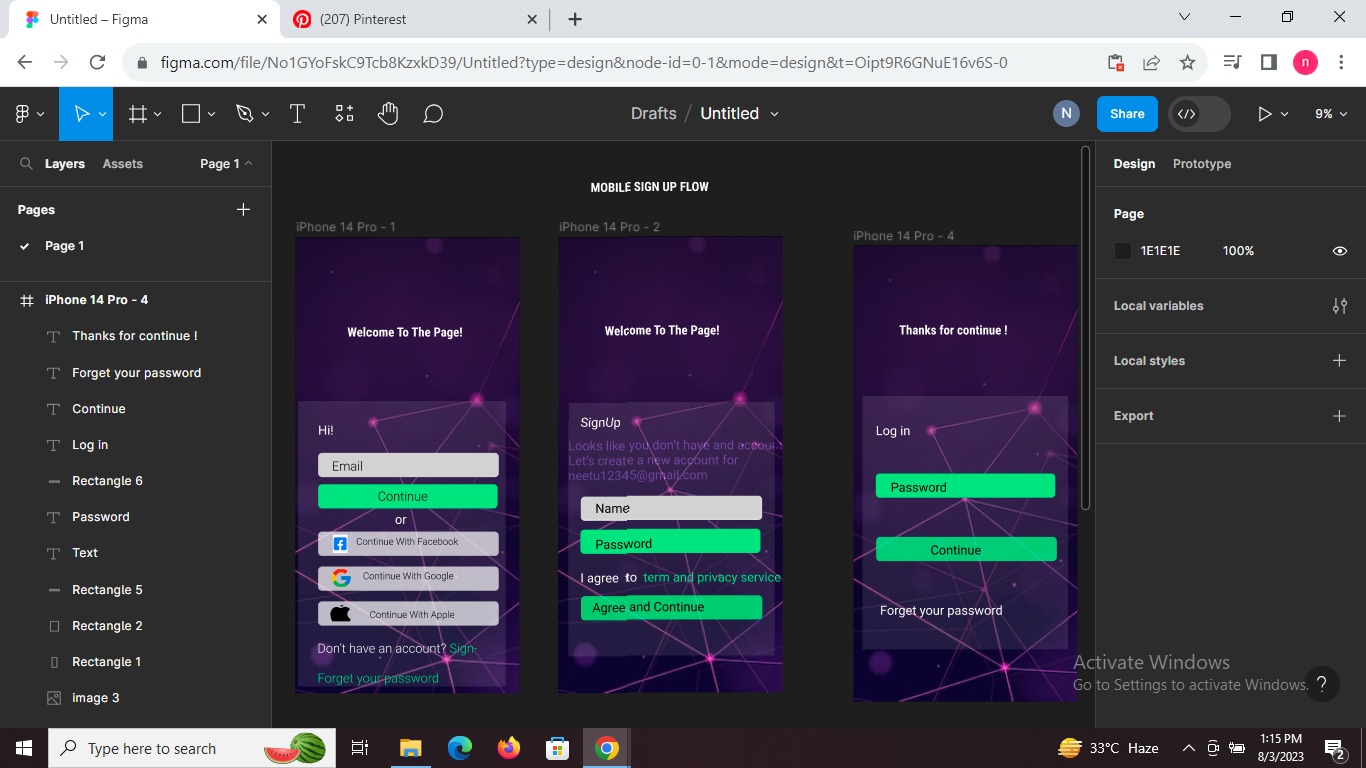 Untitled – Figma
(207) Pinterest
figma.com/file/No1GYoFskC9Tcb8KzxkD39/Untitled?type=design&node-id=0-1&mode=design&t=Oipt9R6GNuE16v6S-0
n
Drafts / Untitled
N
Share
9%
Layers
Assets
Page 1
Design
Prototype
Pages
Page 1
Page
1E1E1E
100%
Local variables
Local styles
Export
iPhone 14 Pro - 4
Thanks for continue !
Forget your password
Continue
Log in
Rectangle 6
Password
Text
Rectangle 5
Rectangle 2
Rectangle 1
image 3
MOBILE SIGN UP FLOW
iPhone 14 Pro - 1
Welcome To The Page!
Hi!
Email
Continue
or
Continue With Facebook
Continue With Google
Continue With Apple
Don't have an account? Sign-
Forget your password
iPhone 14 Pro - 2
Welcome To The Page!
SignUp
Looks like you don't have and account.
Let's create a new account for
neetu12345@gmail.com
Name
Password
I agree to term and privacy service
Agree and Continue
iPhone 14 Pro - 4
Thanks for continue !
Log in
Password
Continue
Forget your password
Activate Windows
Go to Settings to activate Windows.
?
Type here to search
33°C Haze
1:15 PM
8/3/2023
2